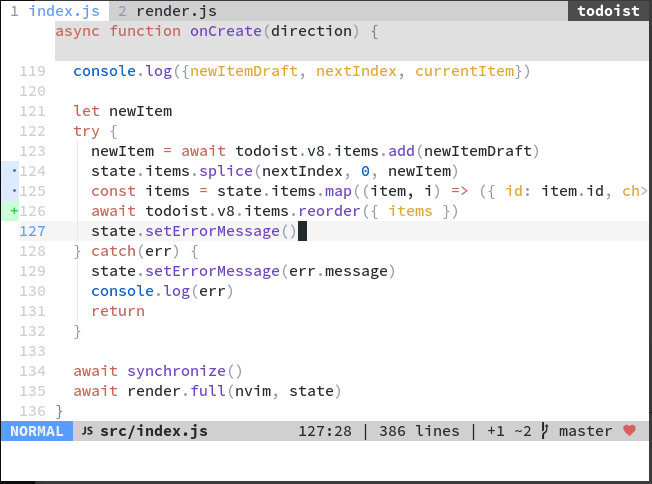 1 index.js 2 render.js todoist
async function onCreate(direction) {
119 console.log({newItemDraft, nextIndex, currentItem})
120
121 let newItem
122 try {
123 newItem = await todoist.v8.items.add(newItemDraft)
· 124 state.items.splice(nextIndex, 0, newItem)
· 125 const items = state.items.map((item, i) => ({ id: item.id, ch>
+126 await todoist.v8.items.reorder({ items })
127 state.setErrorMessage()
128 } catch(err) {
129 state.setErrorMessage(err.message)
130 console.log(err)
131 return
132 }
133
134 await synchronize()
135 await render.full(nvim, state)
136 }
NORMAL JS src/index.js 127:28 | 386 lines | +1 ~2 master ♥